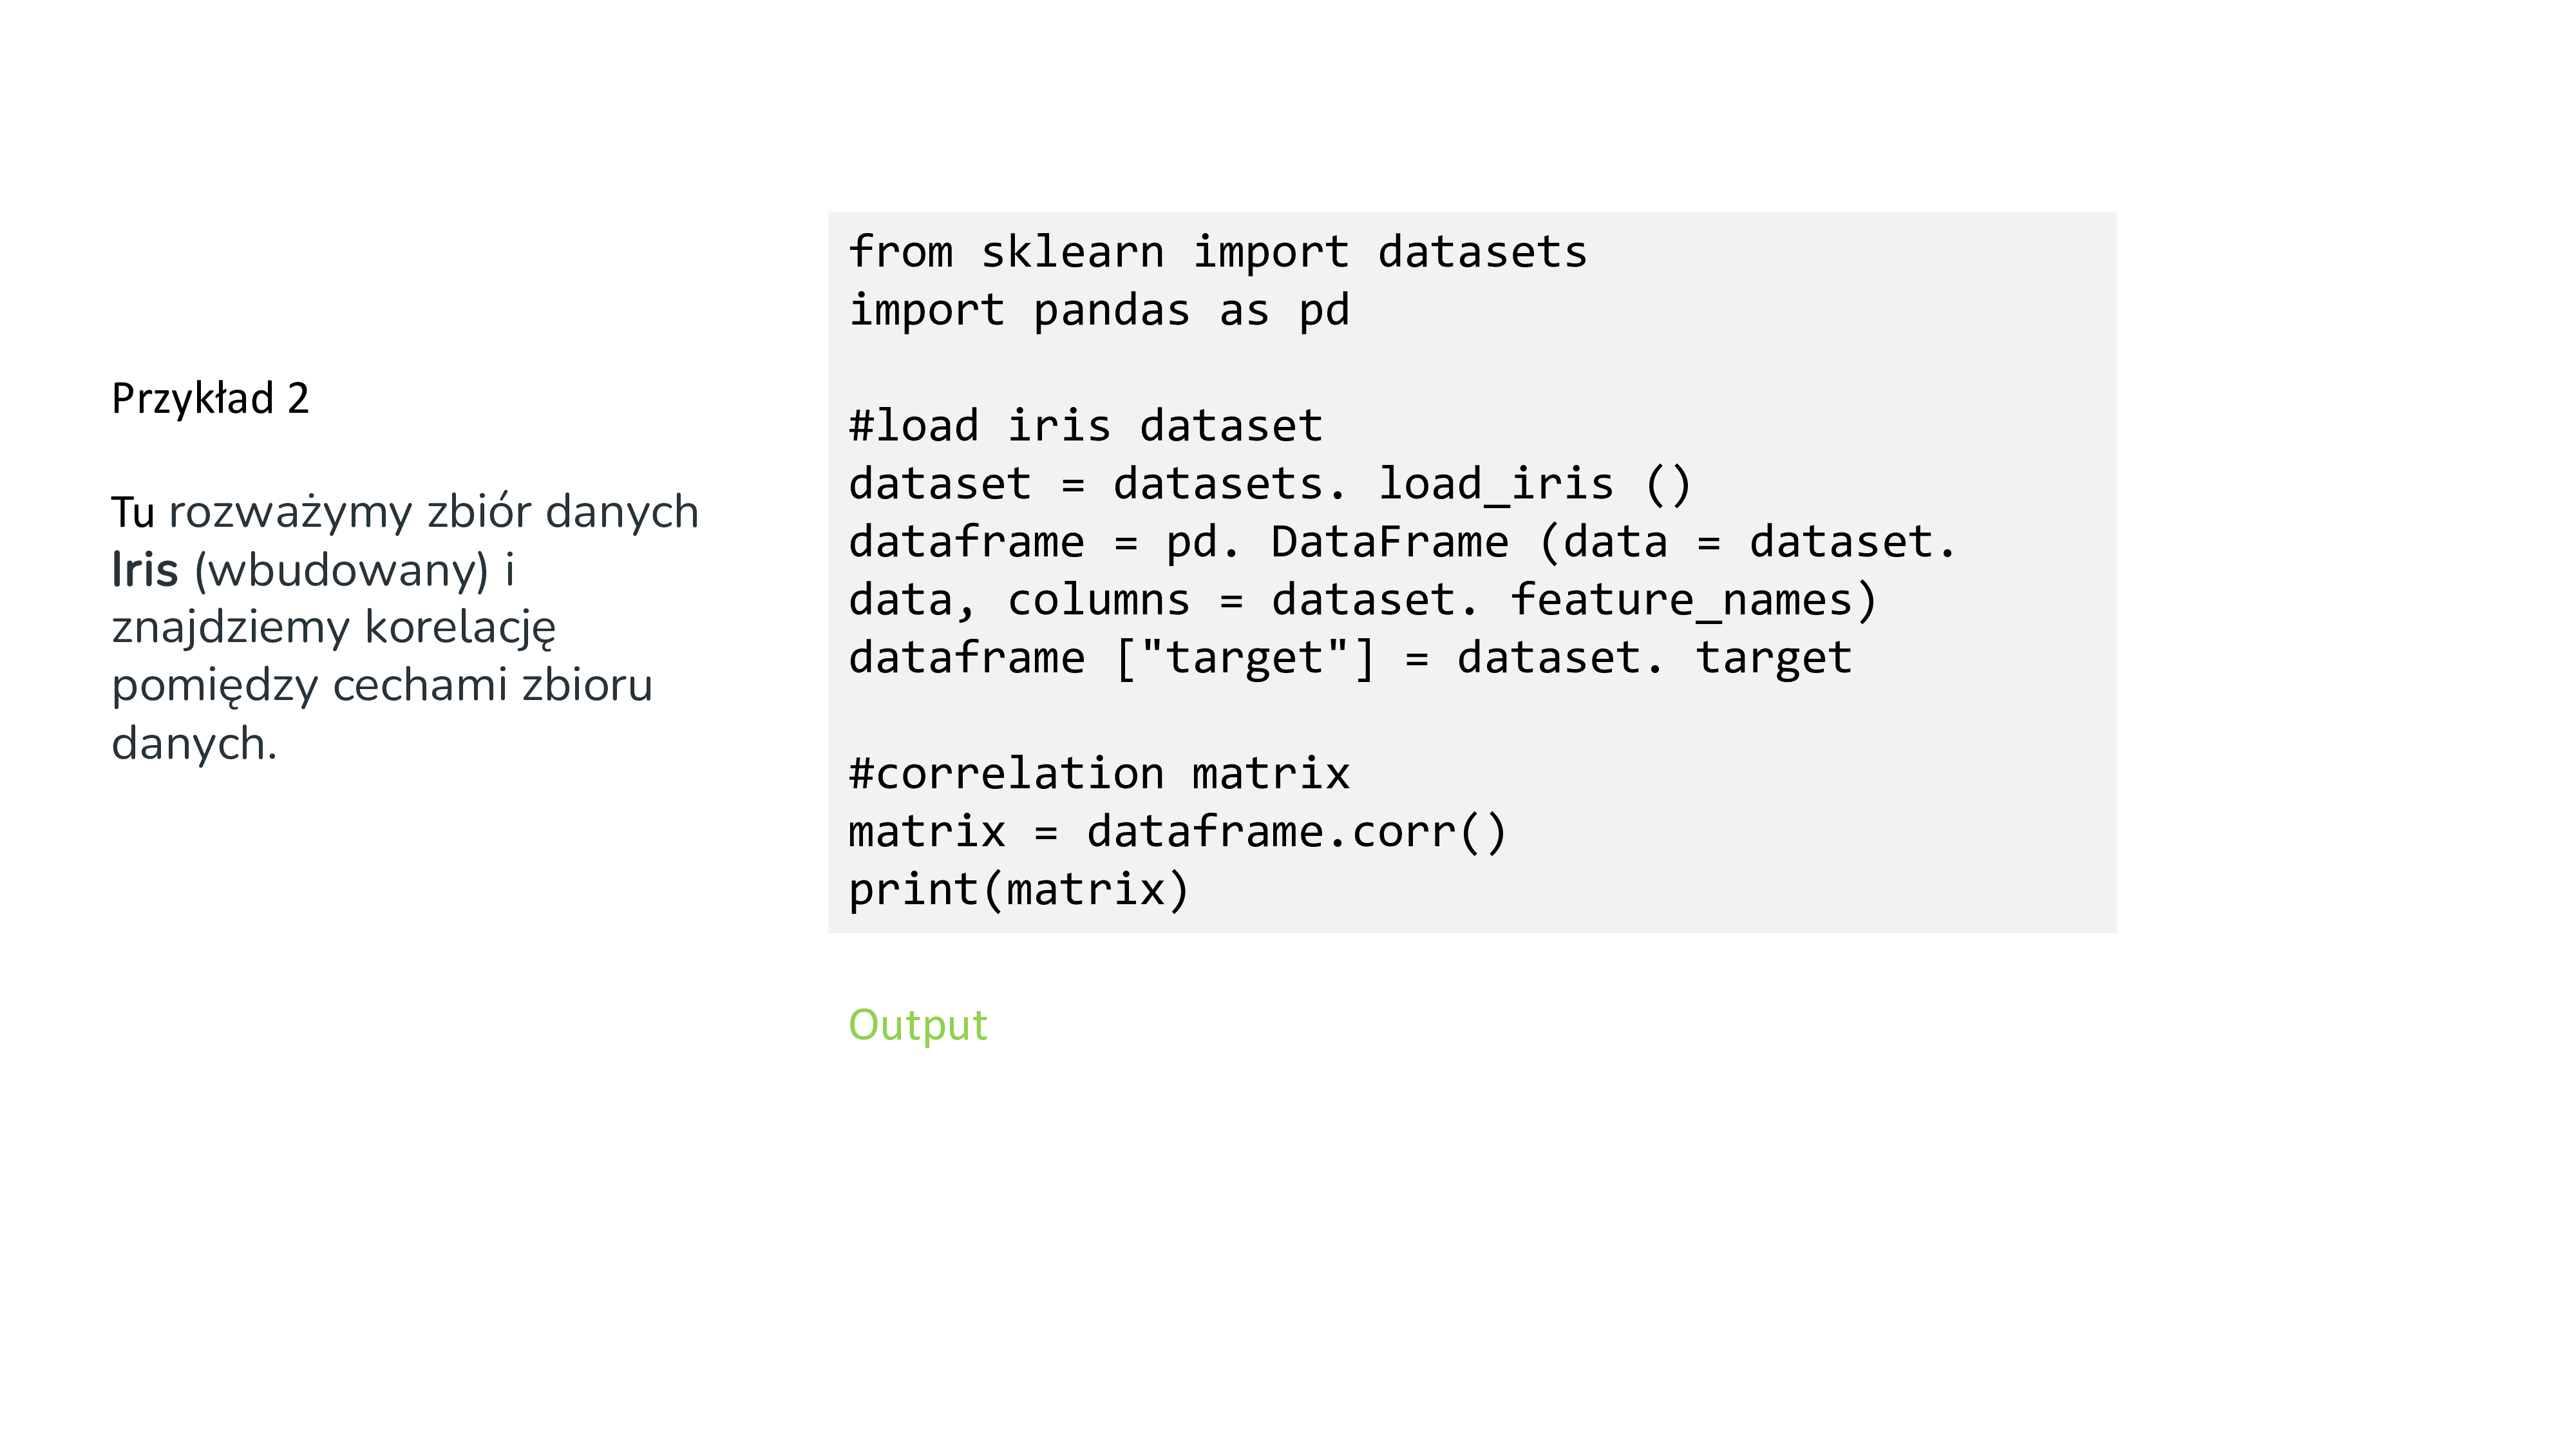 Przykład 2
Tu rozważymy zbiór danych
Iris (wbudowany) i
znajdziemy korelację
pomiędzy cechami zbioru
danych.
from sklearn import datasets
import pandas as pd
#load iris dataset
dataset = datasets. load_iris ()
dataframe = pd. DataFrame (data = dataset.
data, columns = dataset. feature_names)
dataframe ["target"] = dataset. target
#correlation matrix
matrix = dataframe.corr()
print(matrix)
Output